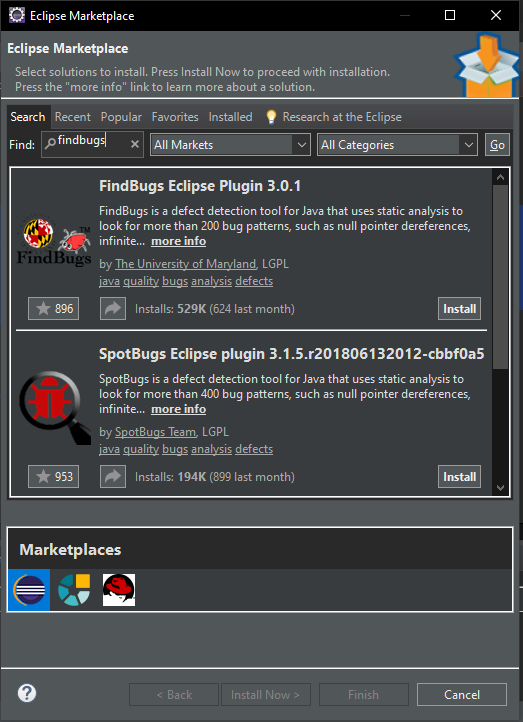 Eclipse Marketplace
Eclipse Marketplace
Select solutions to install. Press Install Now to proceed with installation.
Press the "more info" link to learn more about a solution.
Search Recent Popular Favorites Installed Research at the Eclipse
Find: findbugs All Markets All Categories Go
FindBugs Eclipse Plugin 3.0.1
FindBugs is a defect detection tool for Java that uses static analysis to
look for more than 200 bug patterns, such as null pointer dereferences,
infinite... more info
FindBugs TM
by The University of Maryland, LGPL
java quality bugs analysis defects
896 Installs: 529K (624 last month) Install
SpotBugs Eclipse plugin 3.1.5.r201806132012-cbbf0a5
SpotBugs is a defect detection tool for Java that uses static analysis to
look for more than 400 bug patterns, such as null pointer dereferences,
infinite... more info
by SpotBugs Team, LGPL
java quality bugs analysis defects
953 Installs: 194K (899 last month) Install
Marketplaces
? < Back Install Now > Finish Cancel